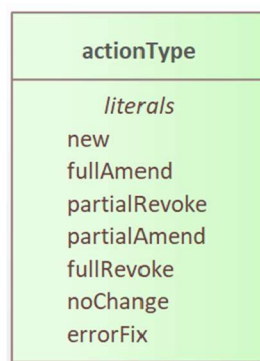 actionType
literals
new
fullAmend
partialRevoke
partialAmend
fullRevoke
noChange
errorFix